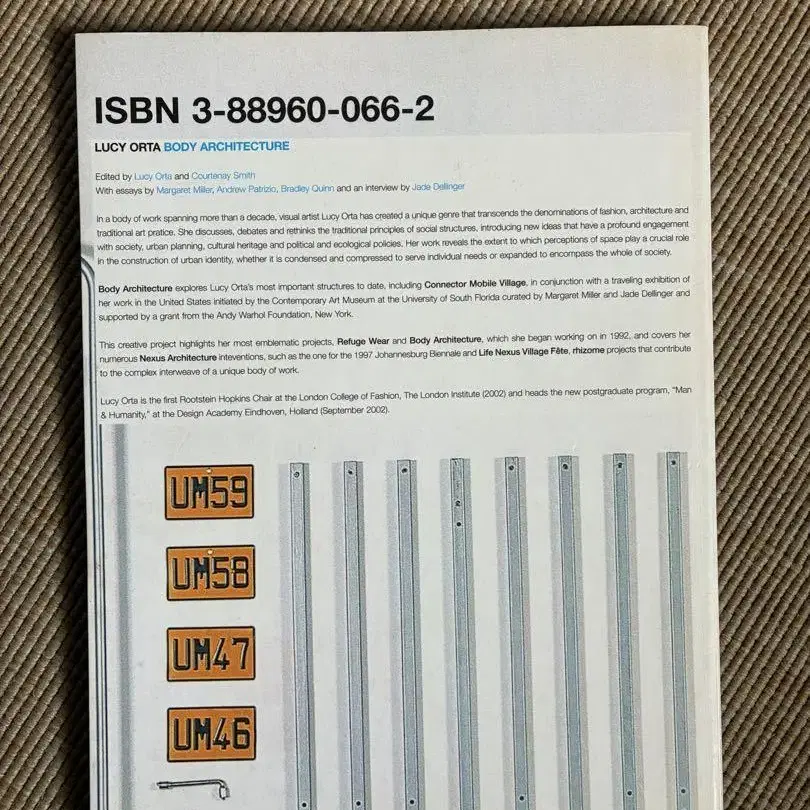 ISBN 3-88960-066-2
LUCY ORTA BODY ARCHITECTURE
Edited by Lucy Orta and Courtenay Smith
With essays by Margaret Miller, Andrew Patrizio, Bradley Quinn and an interview by Jade Dellinger
In a body of work spanning more than a decade, visual artist Lucy Orta has created a unique genre that transcends the denominations of fashion, architecture and
traditional art pratice. She discusses, debates and rethinks the traditional principles of social structures, introducing new ideas that have a profound engagement
with society, urban planning, cultural heritage and political and ecological policies. Her work reveals the extent to which perceptions of space play a crucial role
in the construction of urban identity, whether it is condensed and compressed to serve individual needs or expanded to encompass the whole of society.
Body Architecture explores Lucy Orta's most important structures to date, including Connector Mobile Village, in conjunction with a traveling exhibition of
her work in the United States initiated by the Contemporary Art Museum at the University of South Florida curated by Margaret Miller and Jade Dellinger and
supported by a grant from the Andy Warhol Foundation, New York.
This creative project highlights her most emblematic projects, Refuge Wear and Body Architecture, which she began working on in 1992, and covers her
numerous Nexus Architecture inteventions, such as the one for the 1997 Johannesburg Biennale and Life Nexus Village Fête, rhizome projects that contribute
to the complex interweave of a unique body of work.
Lucy Orta is the first Rootstein Hopkins Chair at the London College of Fashion, The London Institute (2002) and heads the new postgraduate program, "Man
& Humanity," at the Design Academy Eindhoven, Holland (September 2002).
UM59
UM58
UM47
UM46